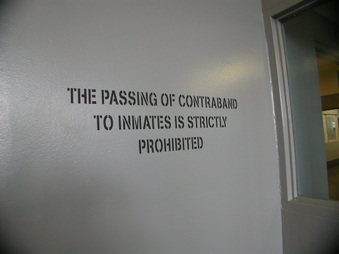 THE PASSING OF CONTRABAND
TO INMATES IS STRICTLY
PROHIBITED